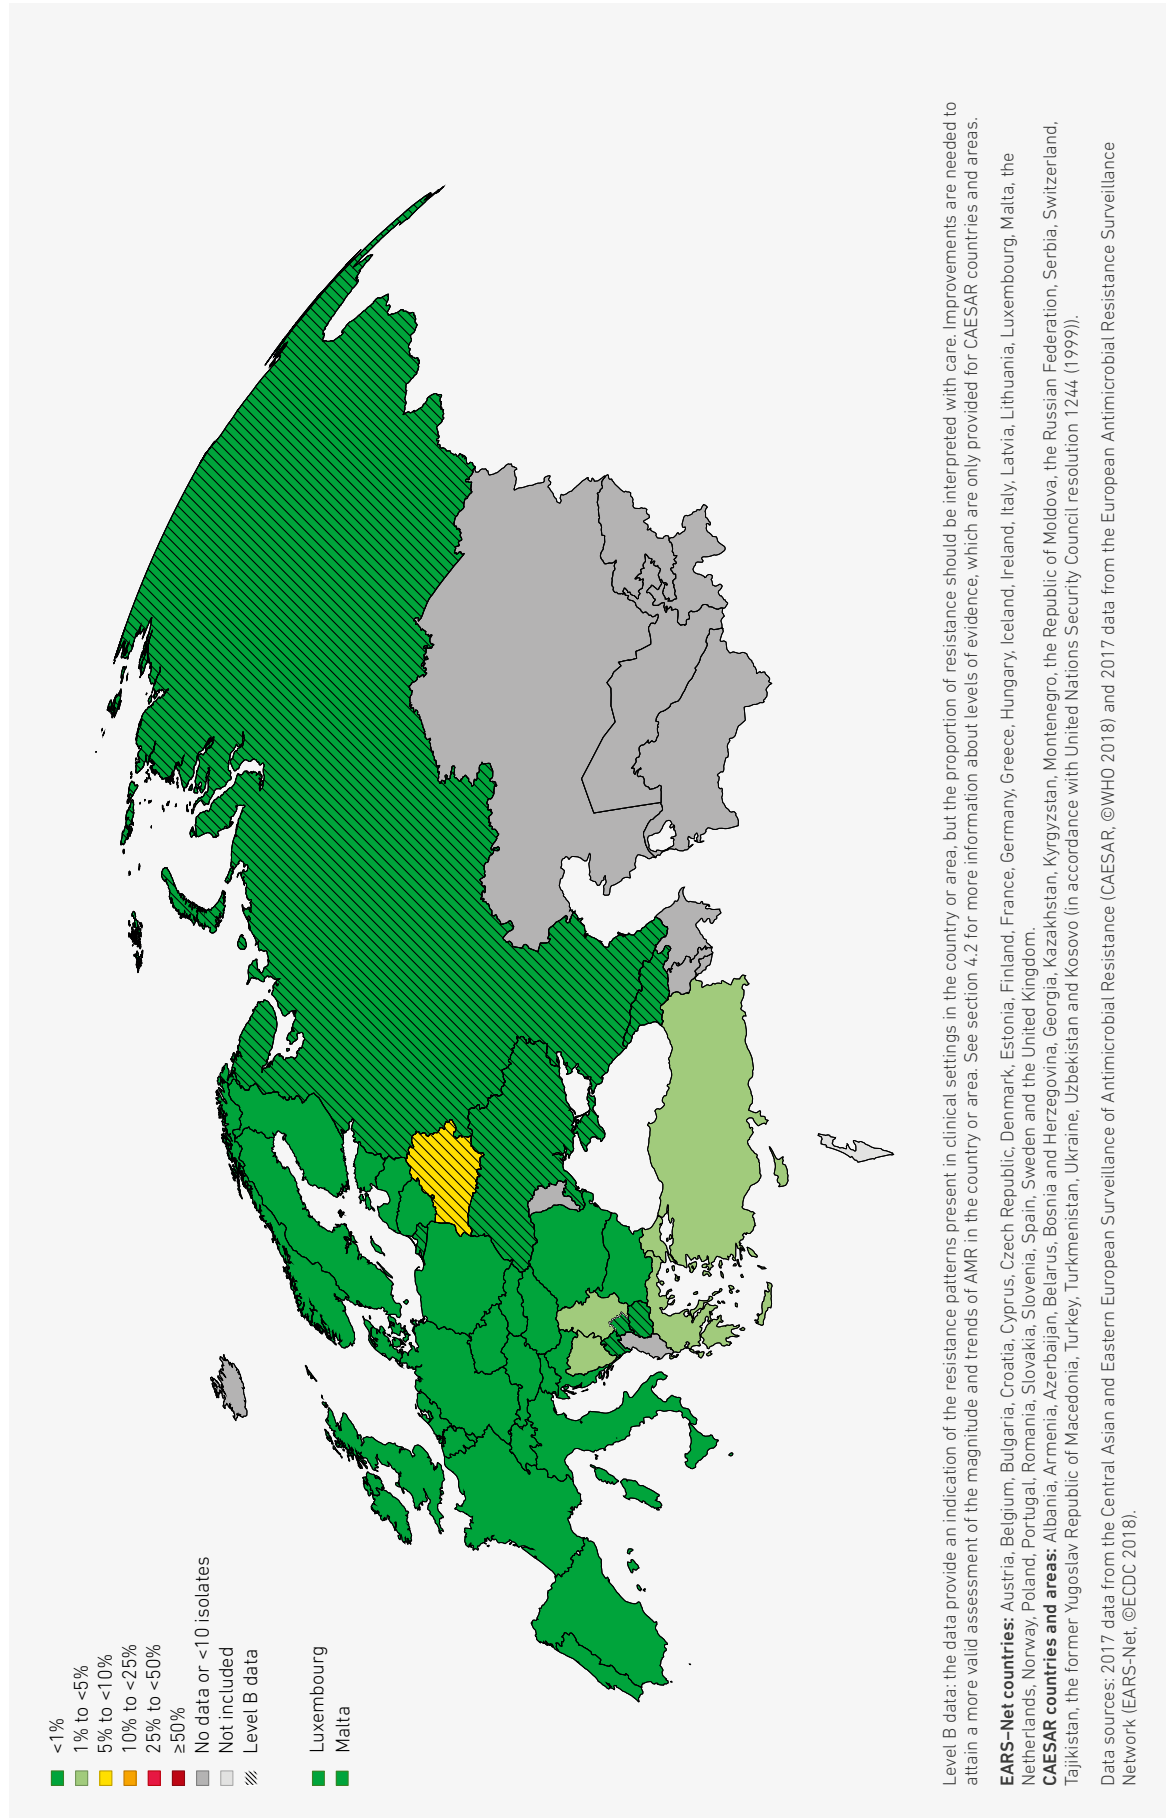 <1%
1% to <5%
5% to <10%
10% to <25%
25% to <50%
≥50%
No data or <10 isolates
Not included
Level B data
Luxembourg
Malta
Level B data: the data provide an indication of the resistance patterns present in clinical settings in the country or area, but the proportion of resistance should be interpreted with care. Improvements are needed to
attain a more valid assessment of the magnitude and trends of AMR in the country or area. See section 4.2 for more information about levels of evidence, which are only provided for CAESAR countries and areas.
EARS–Net countries: Austria, Belgium, Bulgaria, Croatia, Cyprus, Czech Republic, Denmark, Estonia, Finland, France, Germany, Greece, Hungary, Iceland, Ireland, Italy, Latvia, Lithuania, Luxembourg, Malta, the
Netherlands, Norway, Poland, Portugal, Romania, Slovakia, Slovenia, Spain, Sweden and the United Kingdom.
CAESAR countries and areas: Albania, Armenia, Azerbaijan, Belarus, Bosnia and Herzegovina, Georgia, Kazakhstan, Kyrgyzstan, Montenegro, the Republic of Moldova, the Russian Federation, Serbia, Switzerland,
Tajikistan, the former Yugoslav Republic of Macedonia, Turkey, Turkmenistan, Ukraine, Uzbekistan and Kosovo (in accordance with United Nations Security Council resolution 1244 (1999)).
Data sources: 2017 data from the Central Asian and Eastern European Surveillance of Antimicrobial Resistance (CAESAR, ©WHO 2018) and 2017 data from the European Antimicrobial Resistance Surveillance
Network (EARS–Net, ©ECDC 2018).